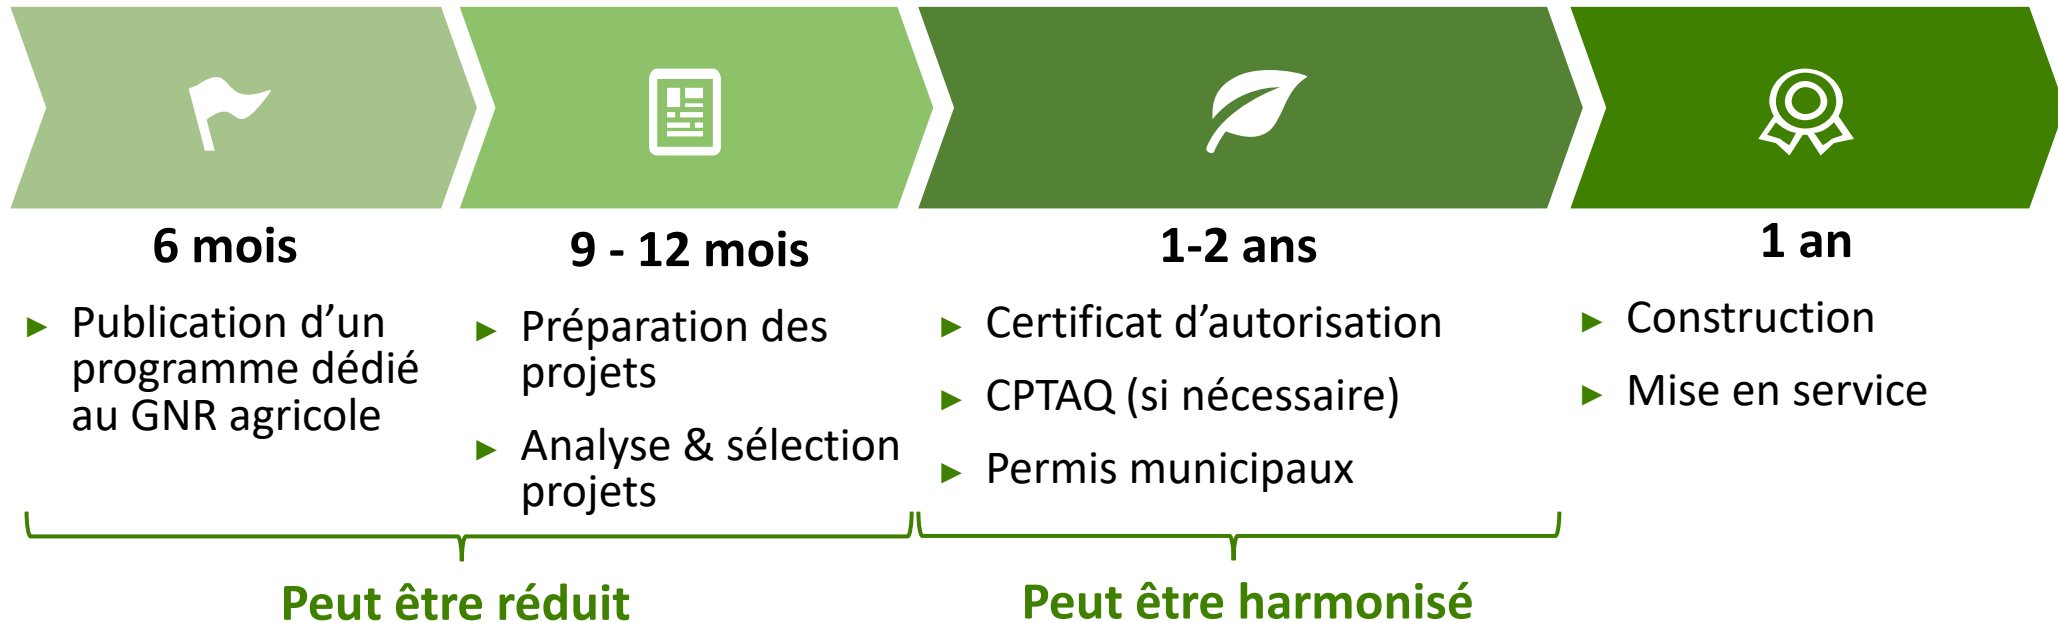 6 mois
► Publication d’un
programme dédié
au GNR agricole
9 - 12 mois
► Préparation des
projets
► Analyse & sélection
projets
1-2 ans
► Certificat d’autorisation
► CPTAQ (si nécessaire)
► Permis municipaux
1 an
► Construction
► Mise en service
Peut être réduit
Peut être harmonisé